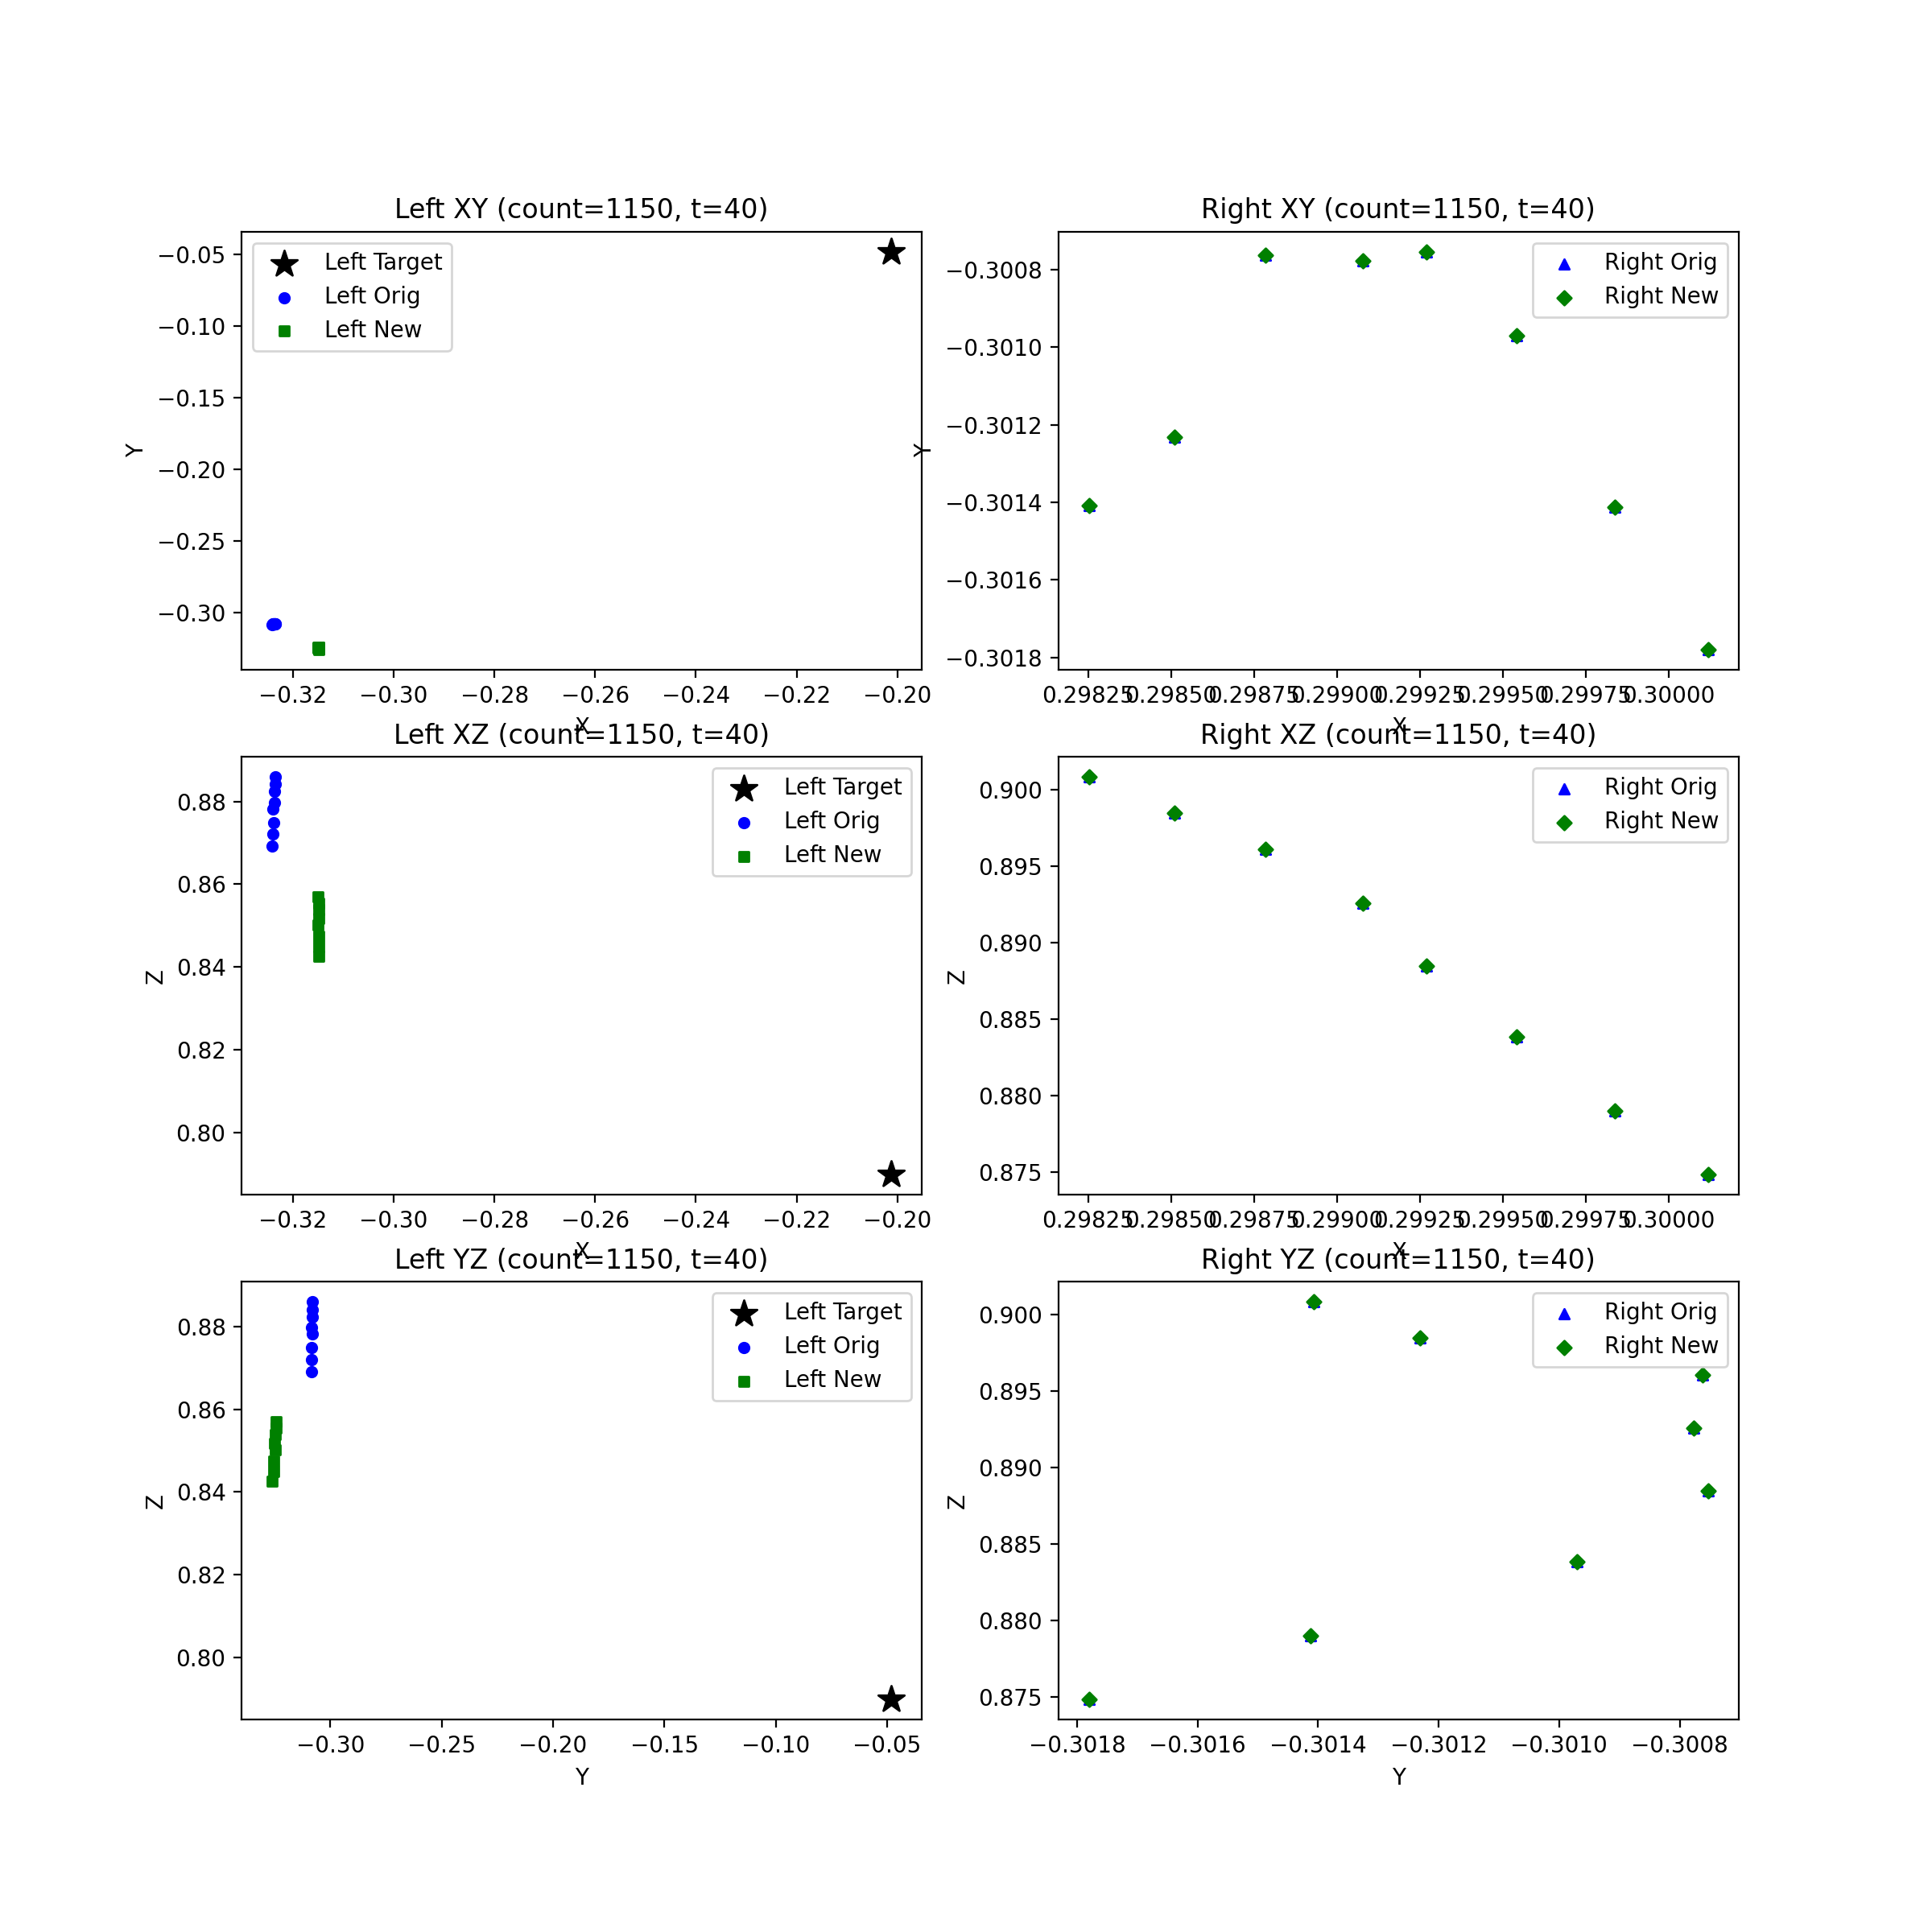 Left XY (count=1150, t=40)
Left Target
Left Orig
Left New
Y
−0.05
−0.10
−0.15
−0.20
−0.25
−0.30
−0.32 −0.30 −0.28 −0.26 −0.24 −0.22 −0.20
X
Right XY (count=1150, t=40)
Right Orig
Right New
Y
−0.3008
−0.3010
−0.3012
−0.3014
−0.3016
−0.3018
0.29825 0.29850 0.29875 0.29900 0.29925 0.29950 0.29975 0.30000
X
Left XZ (count=1150, t=40)
Left Target
Left Orig
Left New
Z
0.88
0.86
0.84
0.82
0.80
−0.32 −0.30 −0.28 −0.26 −0.24 −0.22 −0.20
X
Right XZ (count=1150, t=40)
Right Orig
Right New
Z
0.900
0.895
0.890
0.885
0.880
0.875
0.29825 0.29850 0.29875 0.29900 0.29925 0.29950 0.29975 0.30000
X
Left YZ (count=1150, t=40)
Left Target
Left Orig
Left New
Z
0.88
0.86
0.84
0.82
0.80
−0.30 −0.25 −0.20 −0.15 −0.10 −0.05
Y
Right YZ (count=1150, t=40)
Right Orig
Right New
Z
0.900
0.895
0.890
0.885
0.880
0.875
−0.3018 −0.3016 −0.3014 −0.3012 −0.3010 −0.3008
Y